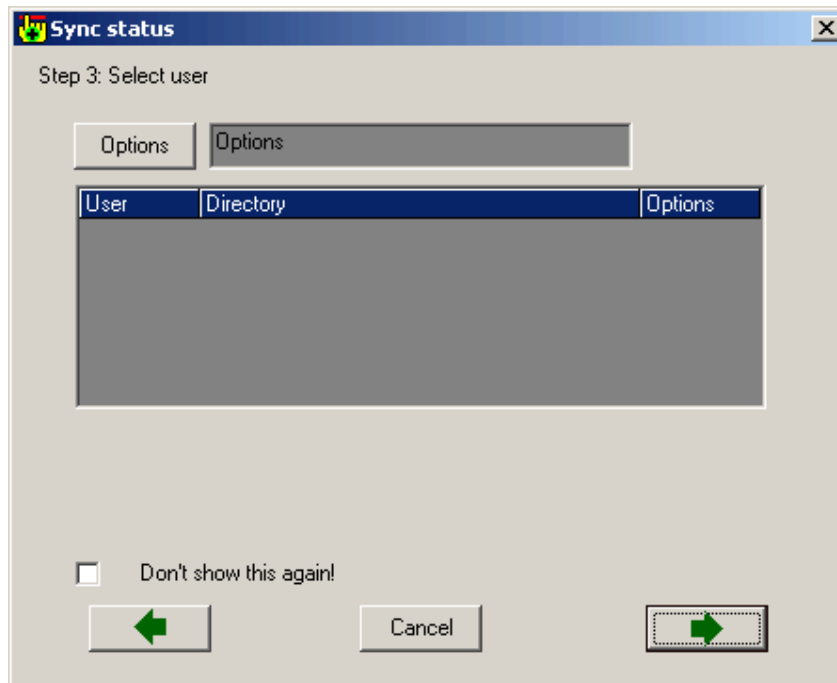 Sync status
Step 3: Select user
Options Options
User Directory Options
Don't show this again!
Cancel